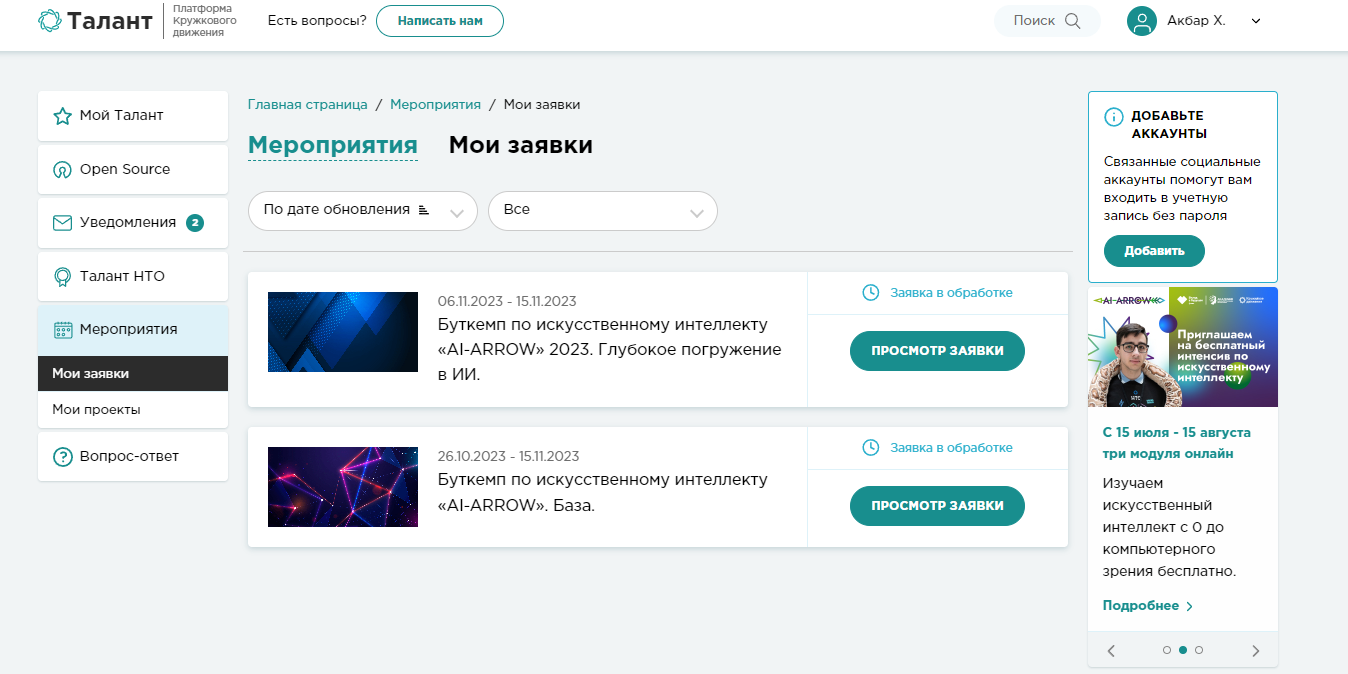 Талант
Платформа
Кружкового
движения
Есть вопросы?
Написать нам
Поиск
Акбар Х.
Мой Талант
Open Source
Уведомления 2
Талант НТО
Мероприятия
Мои заявки
Мои проекты
Вопрос-ответ
Главная страница / Мероприятия / Мои заявки
Мероприятия
Мои заявки
По дате обновления
Все
06.11.2023 - 15.11.2023
Буткемп по искусственному интеллекту
«AI-ARROW» 2023. Глубокое погружение
в ИИ.
Заявка в обработке
ПРОСМОТР ЗАЯВКИ
26.10.2023 - 15.11.2023
Буткемп по искусственному интеллекту
«AI-ARROW». База.
Заявка в обработке
ПРОСМОТР ЗАЯВКИ
ДОБАВЬТЕ
АККАУНТЫ
Связанные социальные
аккаунты помогут вам
входить в учетную
запись без пароля
Добавить
AI-ARROW
Приглашаем
на бесплатный
интенсив по
искусственному
интеллекту
С 15 июля - 15 августа
три модуля онлайн
Изучаем
искусственный
интеллект с 0 до
компьютерного
зрения бесплатно.
Подробнее